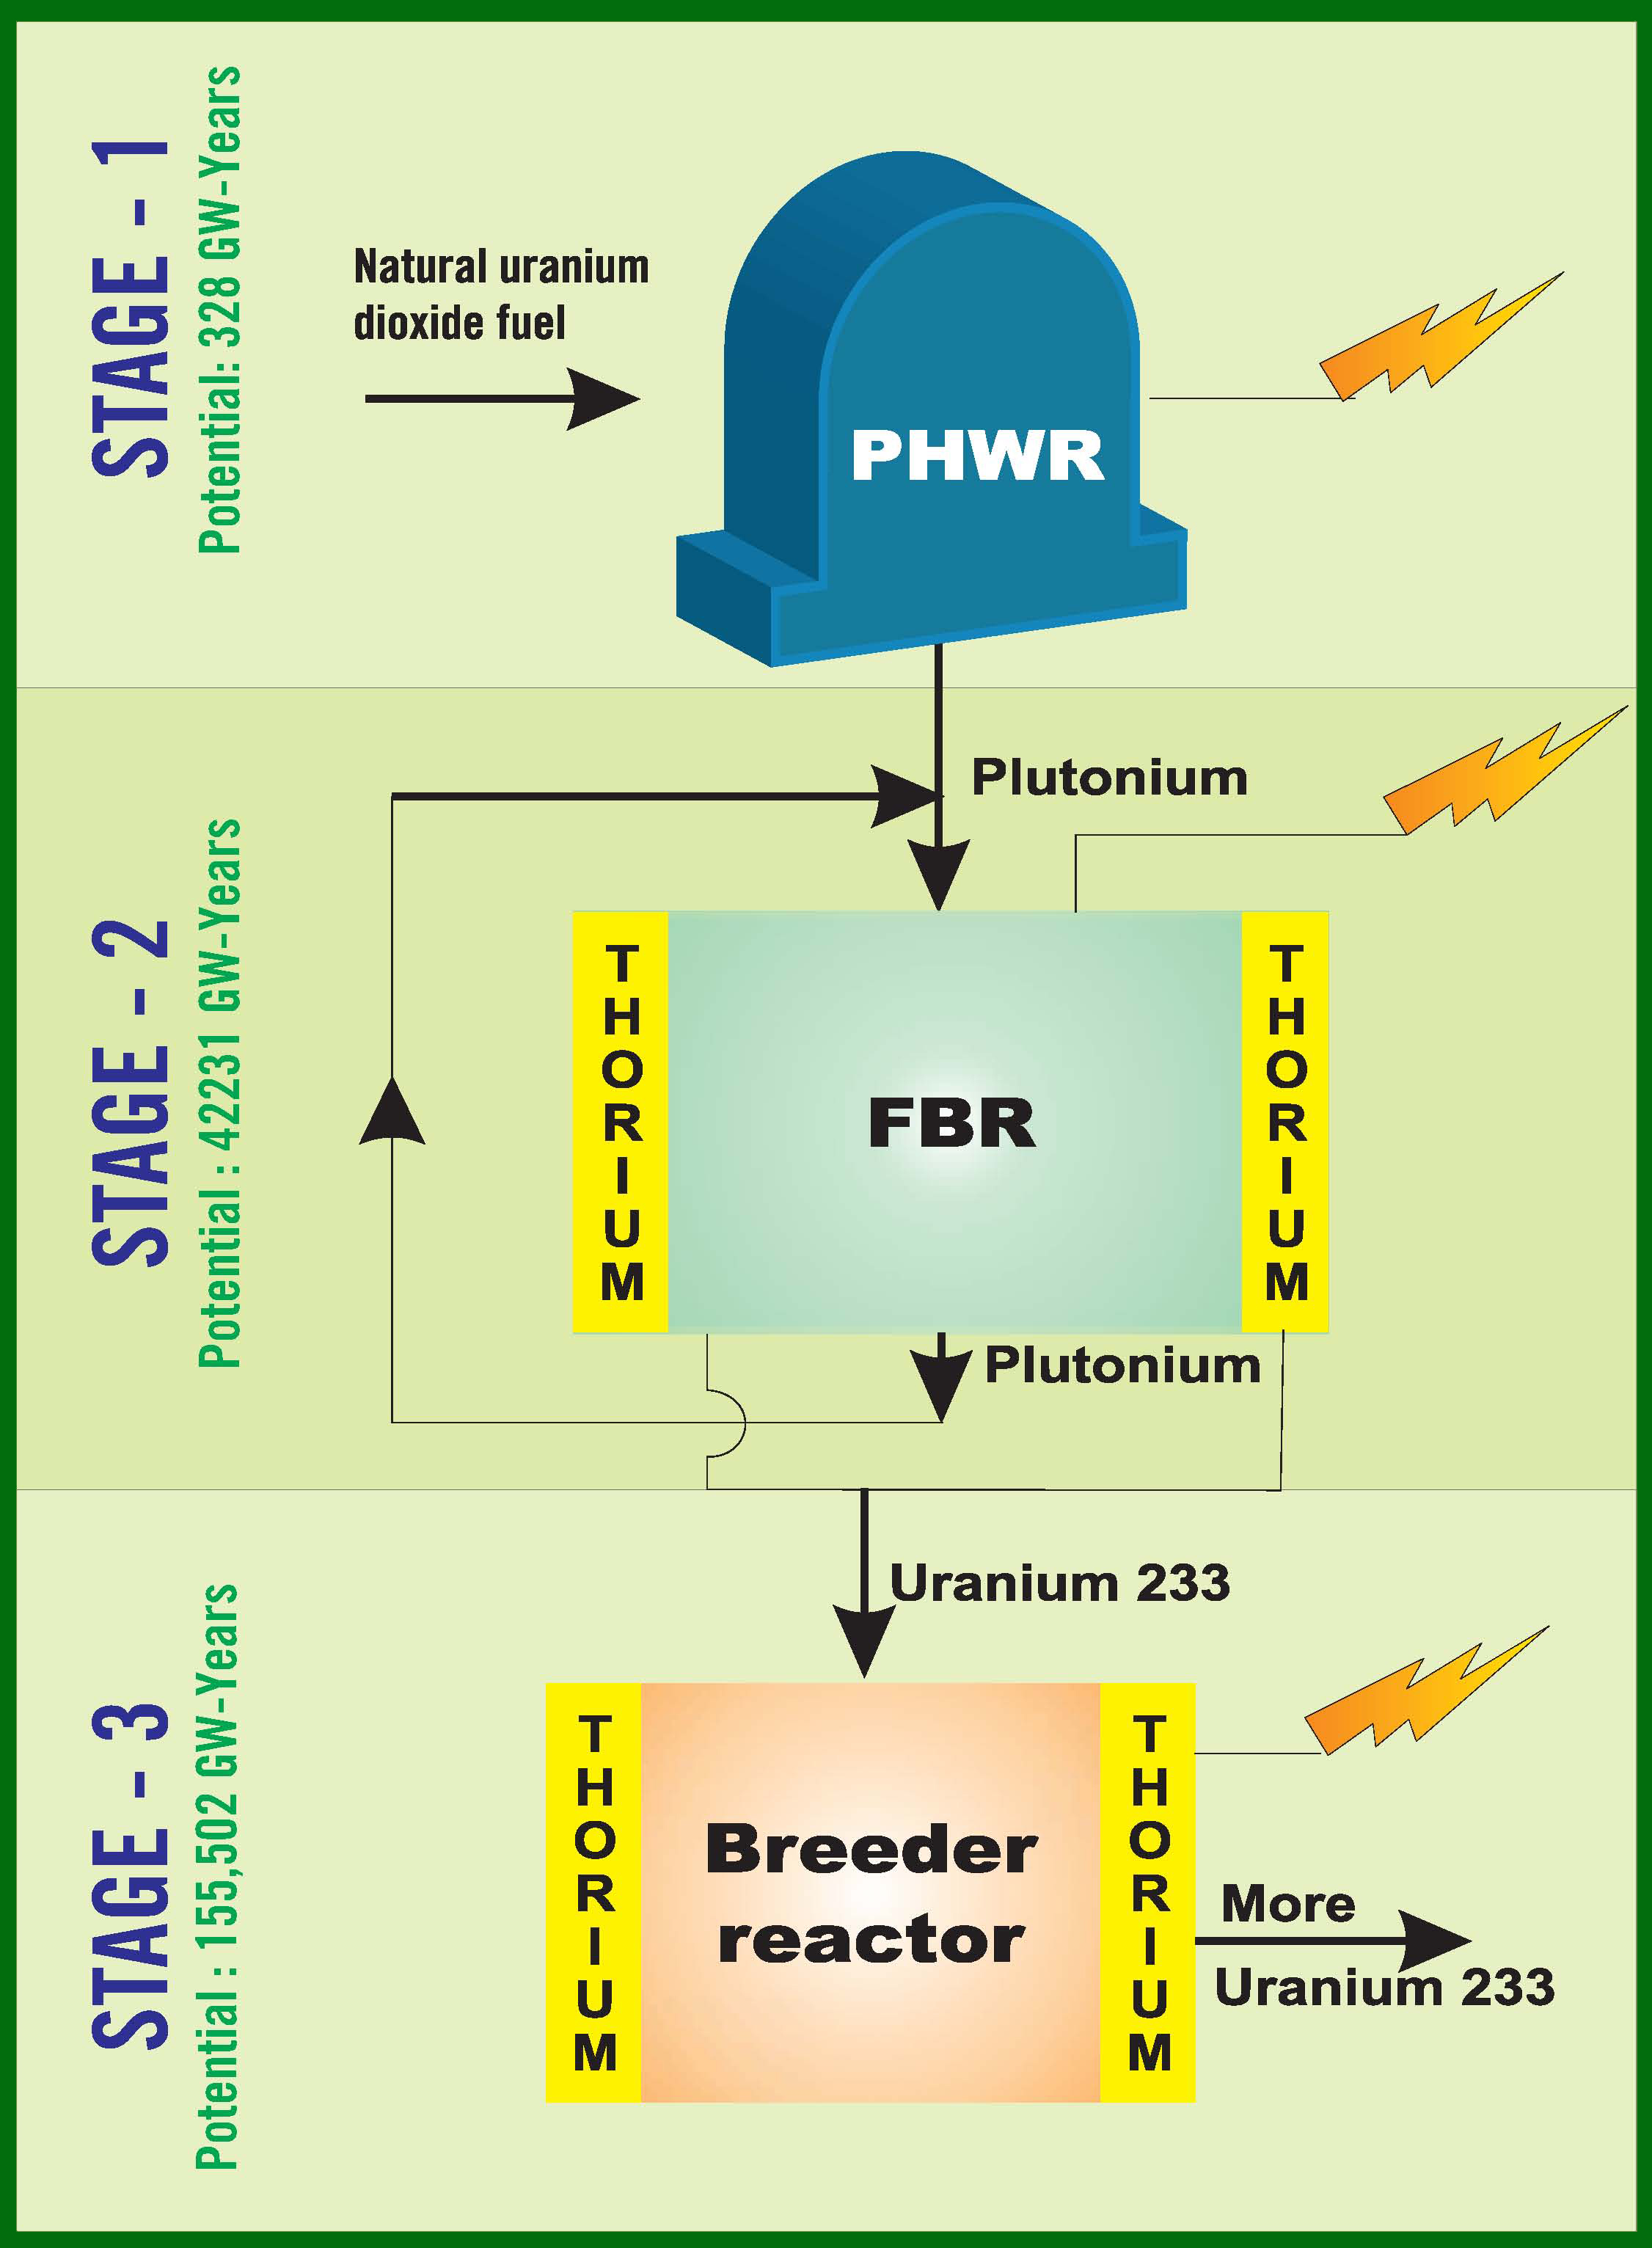 STAGE - 1
Potential: 328 GW-Years
Natural uranium
dioxide fuel
PHWR
STAGE - 2
Potential : 42231 GW-Years
Plutonium
THORIUM
FBR
THORIUM
Plutonium
STAGE - 3
Potential : 155,502 GW-Years
Uranium 233
THORIUM
Breeder
reactor
THORIUM
More
Uranium 233